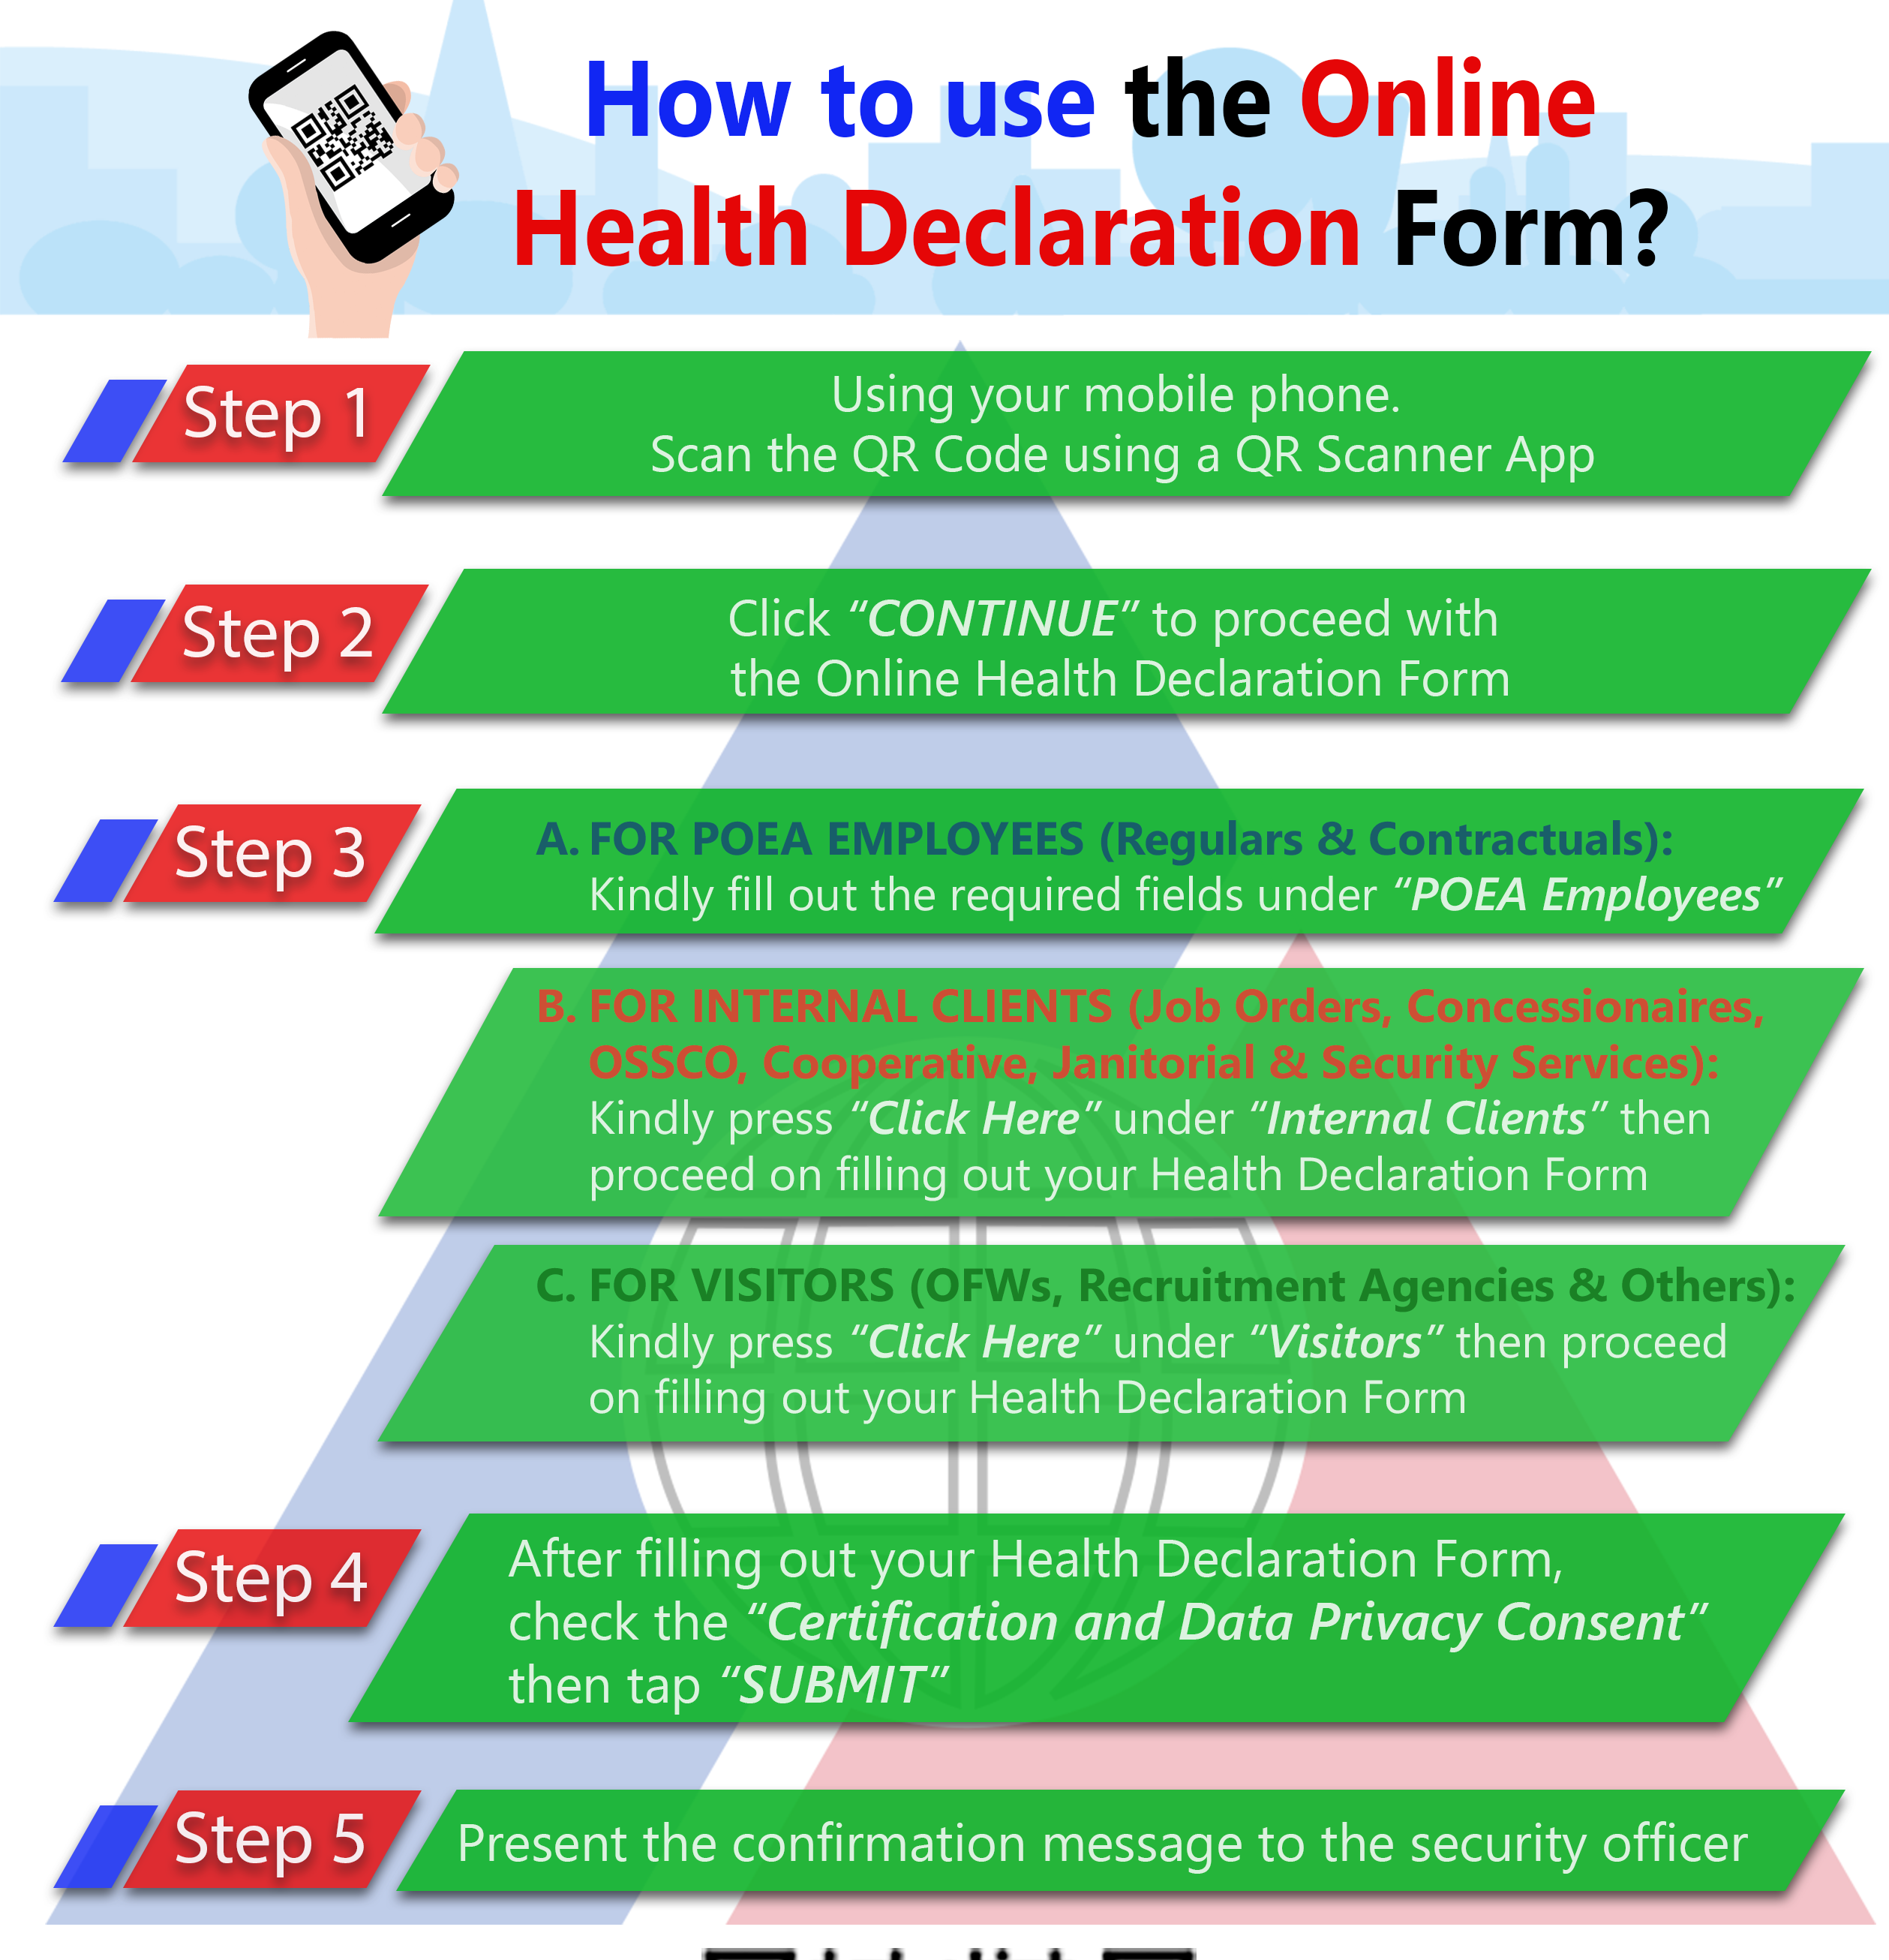 How to use the Online
Health Declaration Form?
Step 1
Using your mobile phone.
Scan the QR Code using a QR Scanner App
Step 2
Click “CONTINUE” to proceed with
the Online Health Declaration Form
Step 3
A. FOR POEA EMPLOYEES (Regulars & Contractuals):
Kindly fill out the required fields under “POEA Employees”
B. FOR INTERNAL CLIENTS (Job Orders, Concessionaires,
OSSCO, Cooperative, Janitorial & Security Services):
Kindly press “Click Here” under “Internal Clients” then
proceed on filling out your Health Declaration Form
C. FOR VISITORS (OFWs, Recruitment Agencies & Others):
Kindly press “Click Here” under “Visitors” then proceed
on filling out your Health Declaration Form
Step 4
After filling out your Health Declaration Form,
check the “Certification and Data Privacy Consent”
then tap “SUBMIT”
Step 5
Present the confirmation message to the security officer